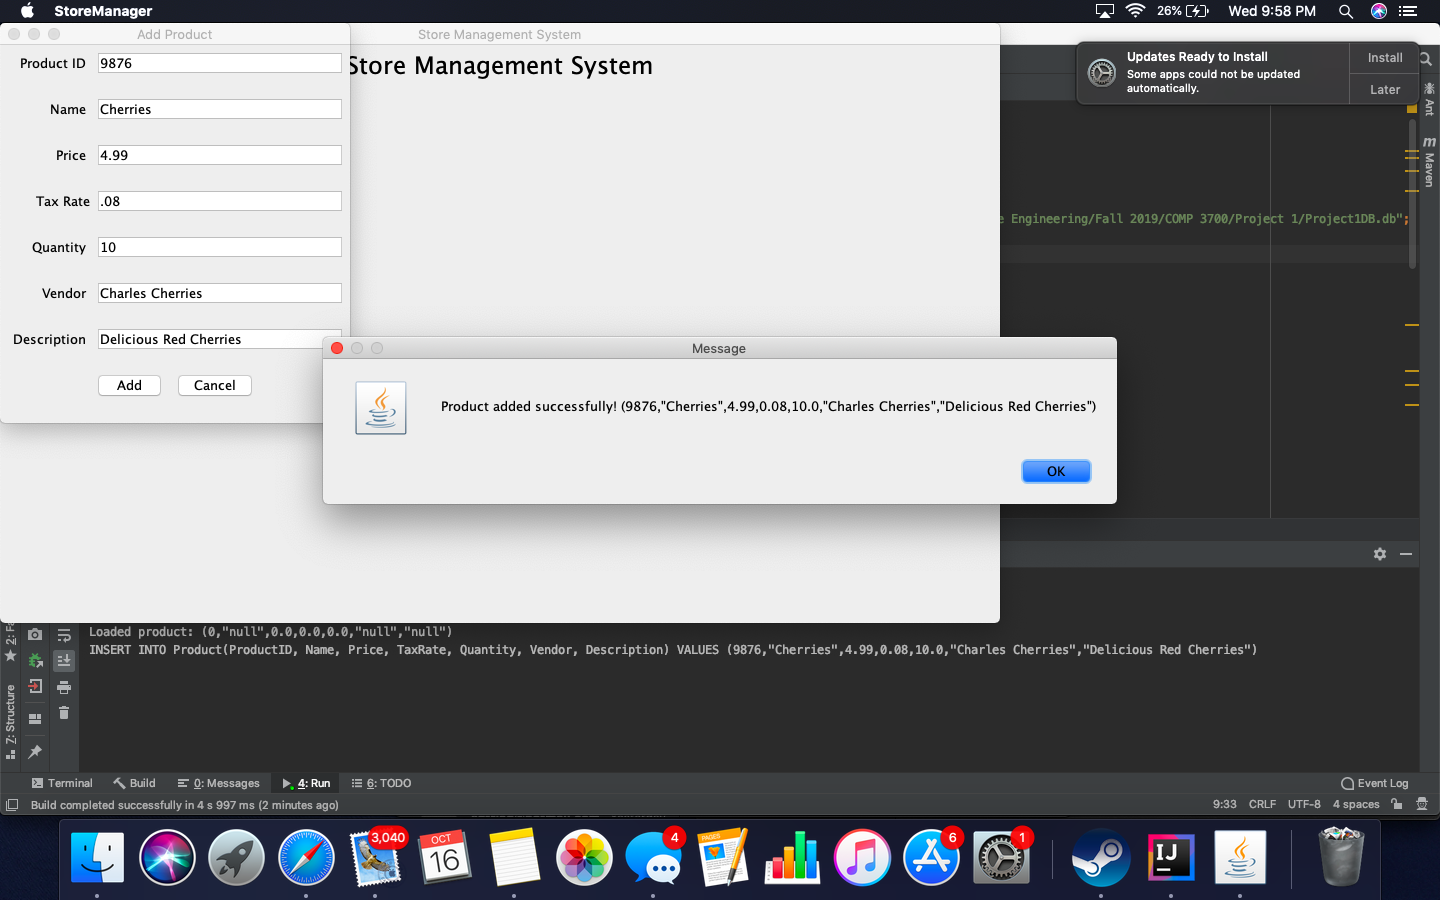 StoreManager
26%
Wed 9:58 PM
Add Product
Store Management System
Product ID 9876
Store Management System
Name Cherries
Price 4.99
Tax Rate .08
Quantity 10
Vendor Charles Cherries
Description Delicious Red Cherries
Add Cancel
Updates Ready to Install
Some apps could not be updated
automatically.
Install
Later
Ant
m Maven
e Engineering/Fall 2019/COMP 3700/Project 1/Project1DB.db";
Message
Product added successfully! (9876,"Cherries",4.99,0.08,10.0,"Charles Cherries","Delicious Red Cherries")
OK
Loaded product: (0,"null",0.0,0.0,0.0,"null","null")
INSERT INTO Product(ProductID, Name, Price, TaxRate, Quantity, Vendor, Description) VALUES (9876,"Cherries",4.99,0.08,10.0,"Charles Cherries","Delicious Red Cherries")
Z: Structure
Terminal Build 0: Messages 4: Run 6: TODO Event Log
Build completed successfully in 4 s 997 ms (2 minutes ago)
9:33 CRLF UTF-8 4 spaces
3,040
OCT
16
4
PAGES
6
1
IJ